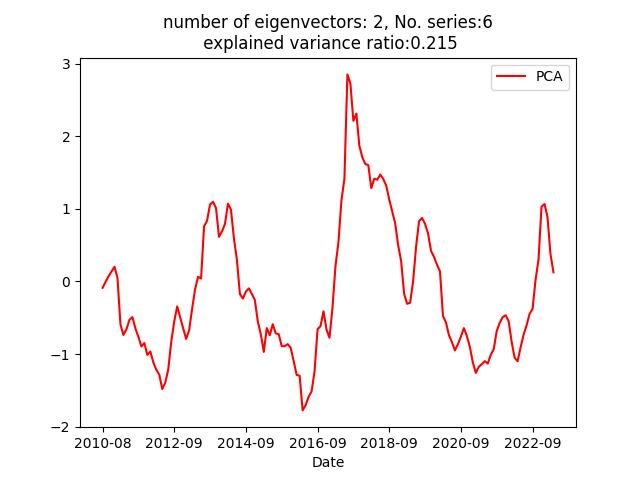 number of eigenvectors: 2, No. series:6
explained variance ratio:0.215
PCA
3
2
1
0
−1
−2
2010-08 2012-09 2014-09 2016-09 2018-09 2020-09 2022-09
Date